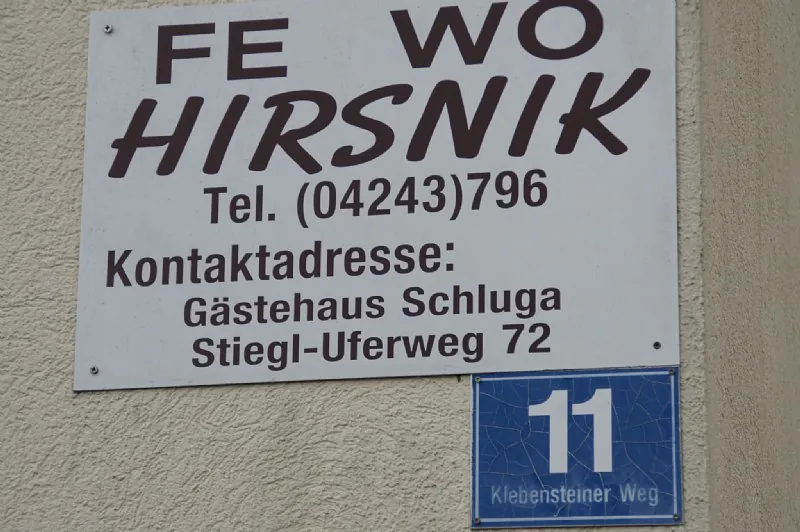 FE WO
HIRSNIK
Tel. (04243)796
Kontaktadresse:
Gästehaus Schluga
Stiegl-Uferweg 72
11
Klebensteiner Weg